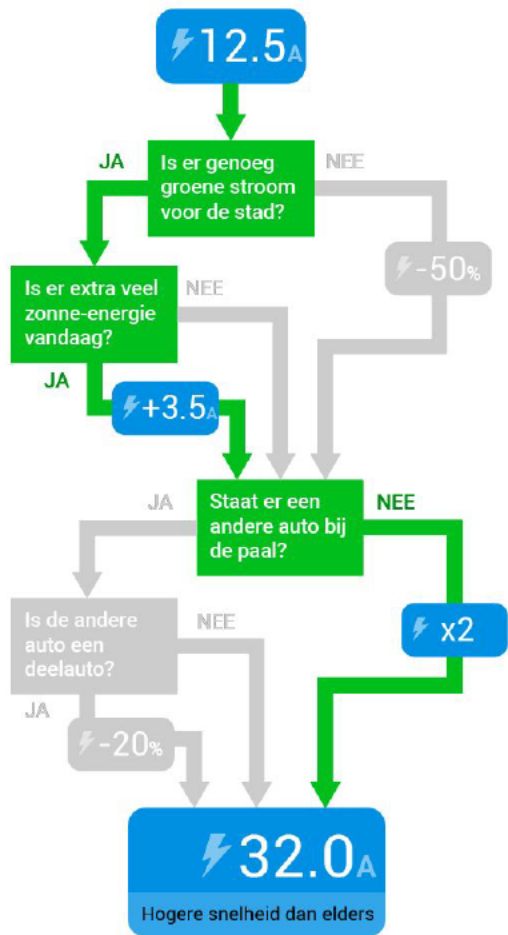 12.5A
JA
Is er genoeg
groene stroom
voor de stad?
NEE
-50%
Is er extra veel
zonne-energie
vandaag?
NEE
JA
+3.5A
JA
Staat er een
andere auto bij
de paal?
NEE
Is de andere
auto een
deelauto?
NEE
x2
JA
-20%
32.0A
Hogere snelheid dan elders